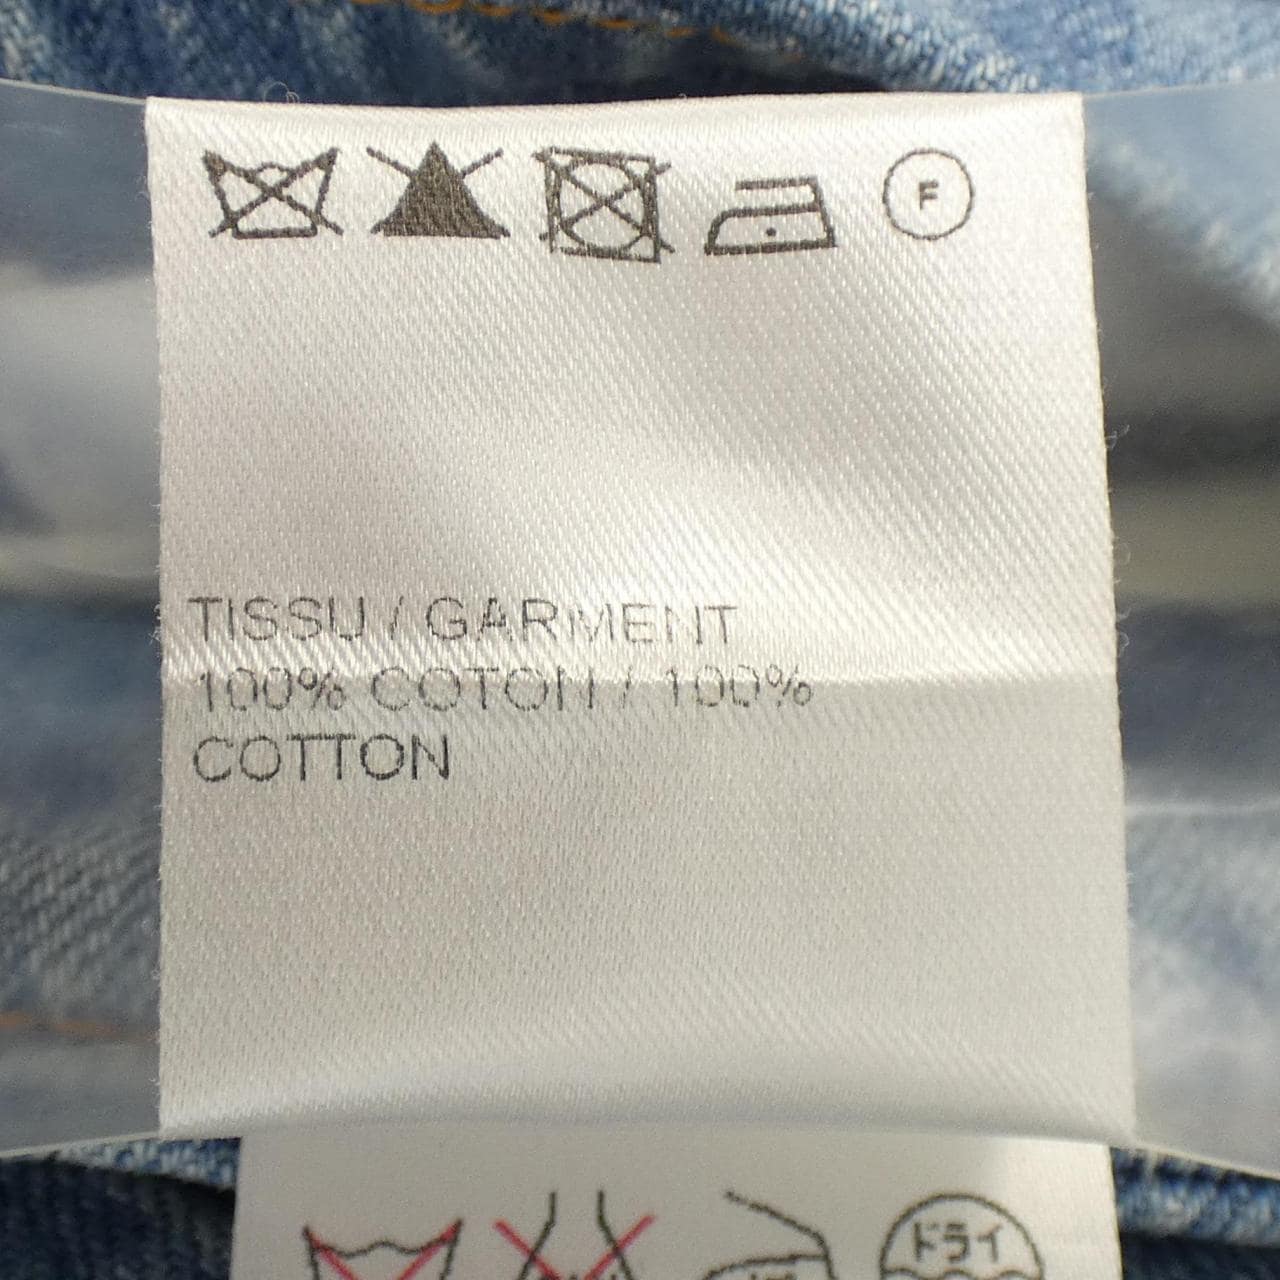 F
TISSU / GARMENT
100% COTON / 100%
COTTON
ドライ